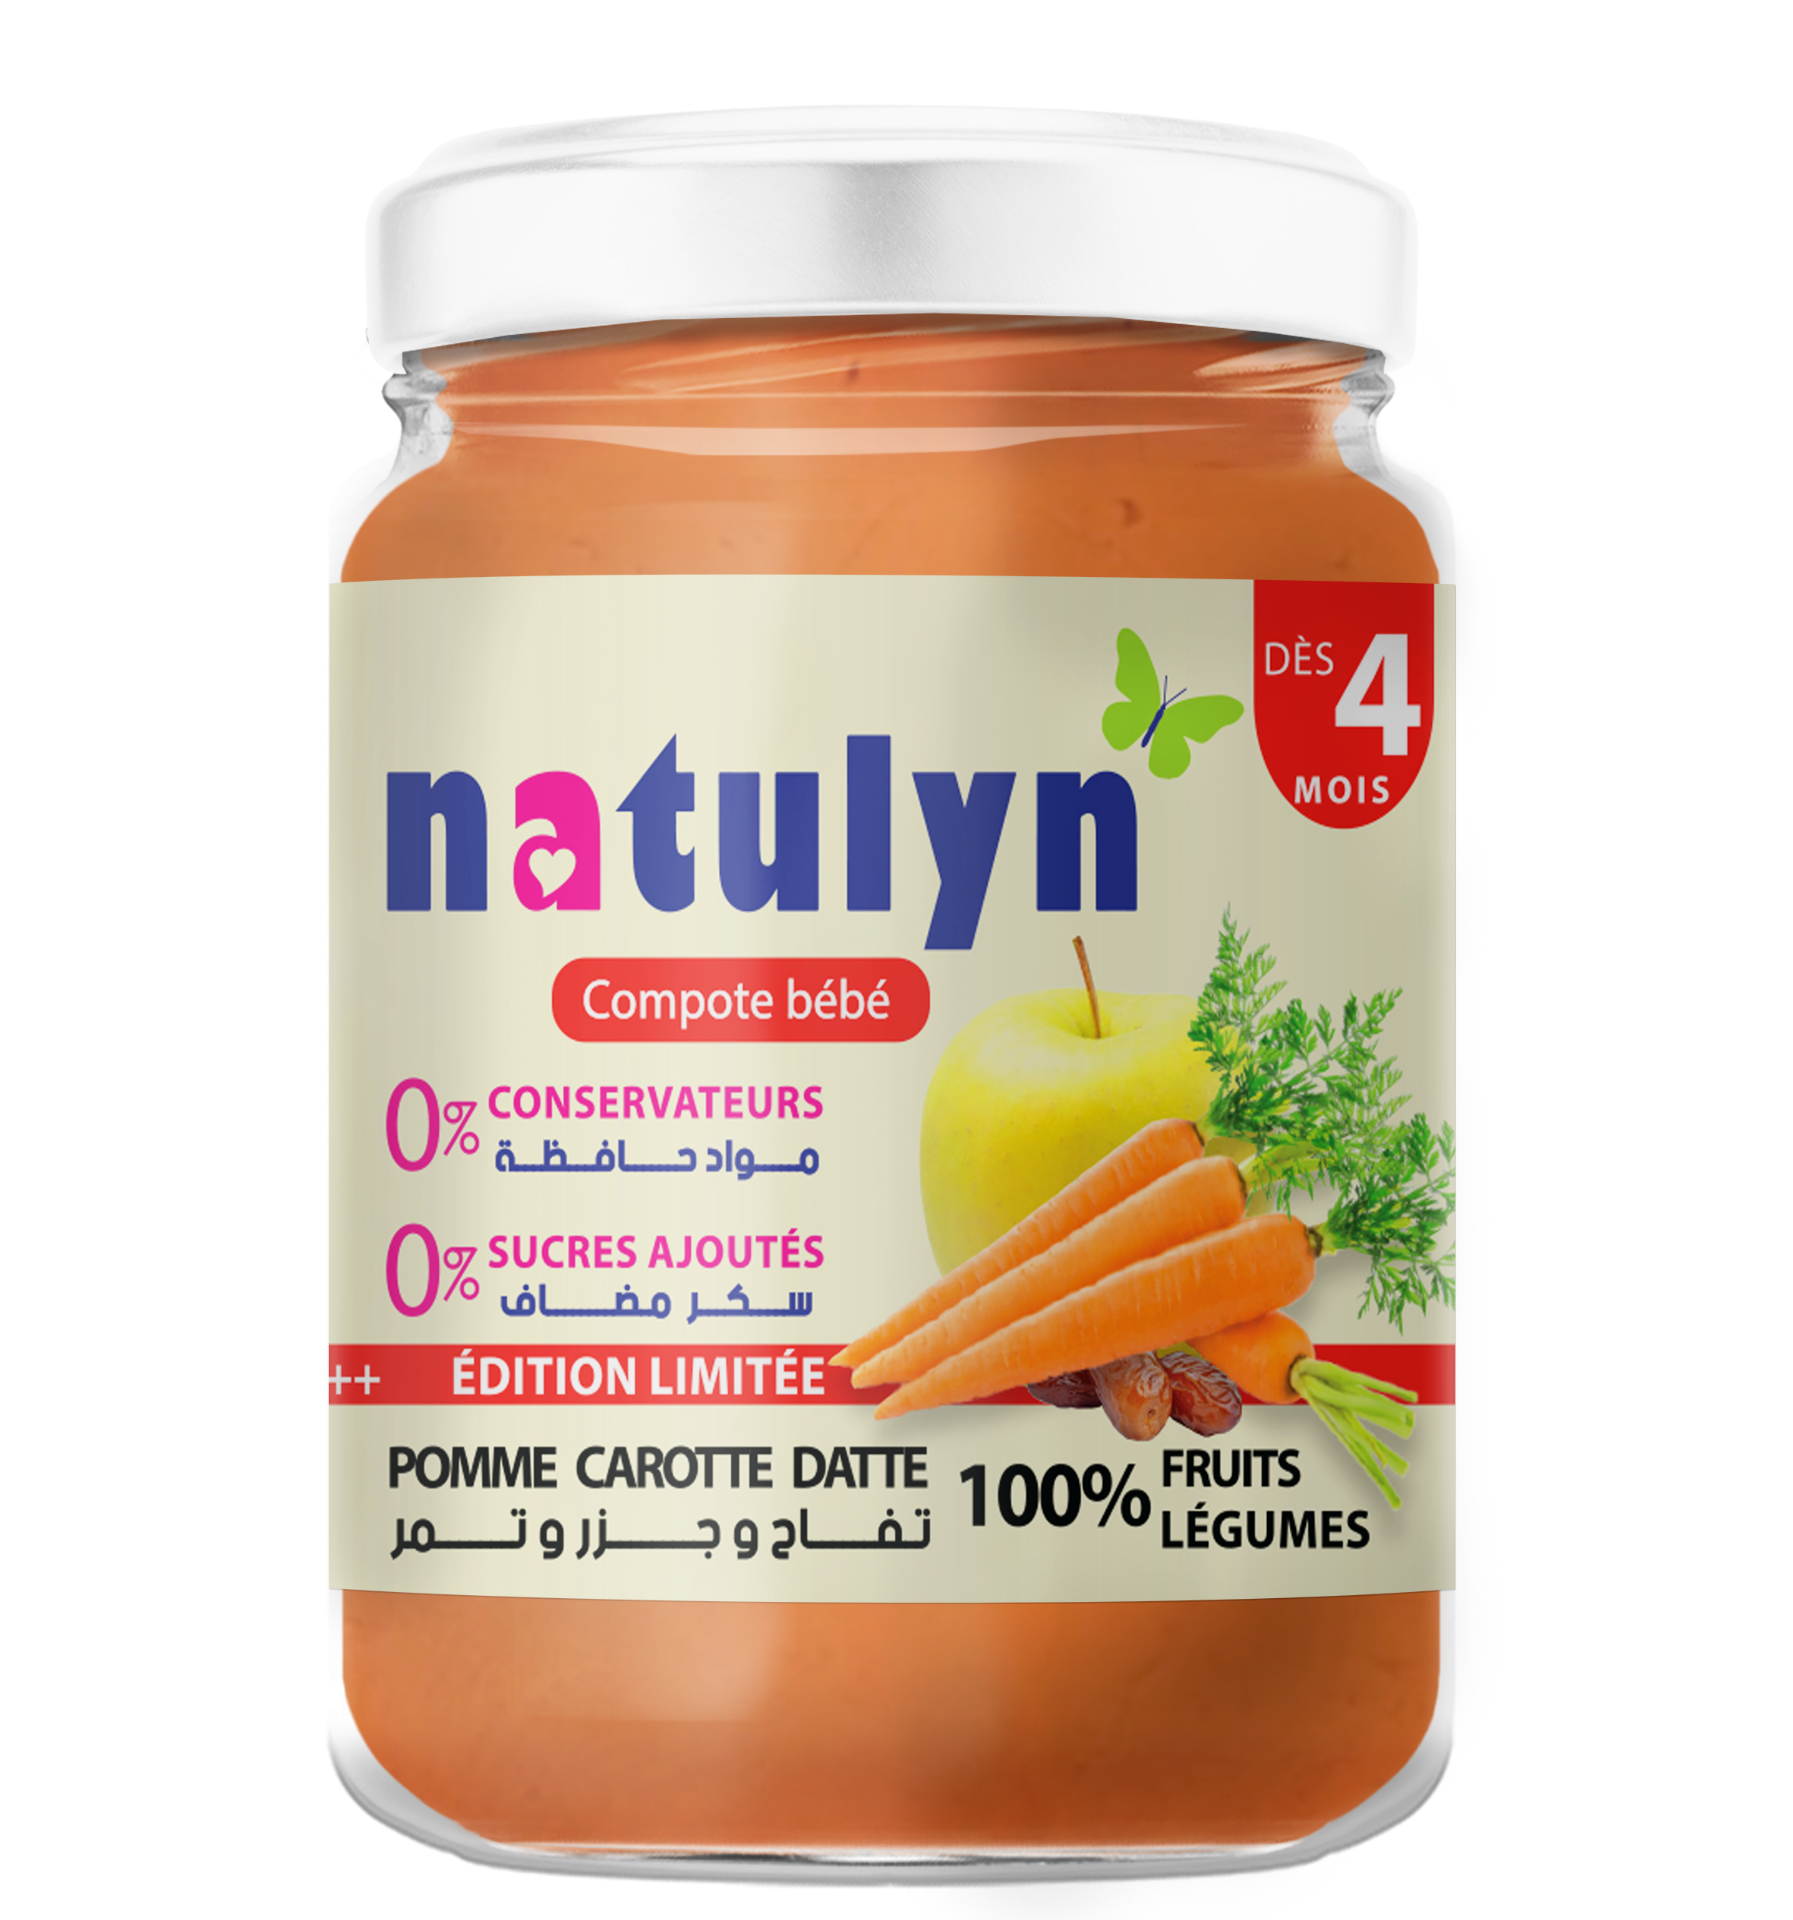 DÈS 4
MOIS
natulyn
Compote bébé
0% CONSERVATEURS
مواد حافظة
0% SUCRES AJOUTÉS
سكر مضاف
++ ÉDITION LIMITÉE
POMME CAROTTE DATTE
تفاح و جزر و تمر
100% FRUITS
LÉGUMES